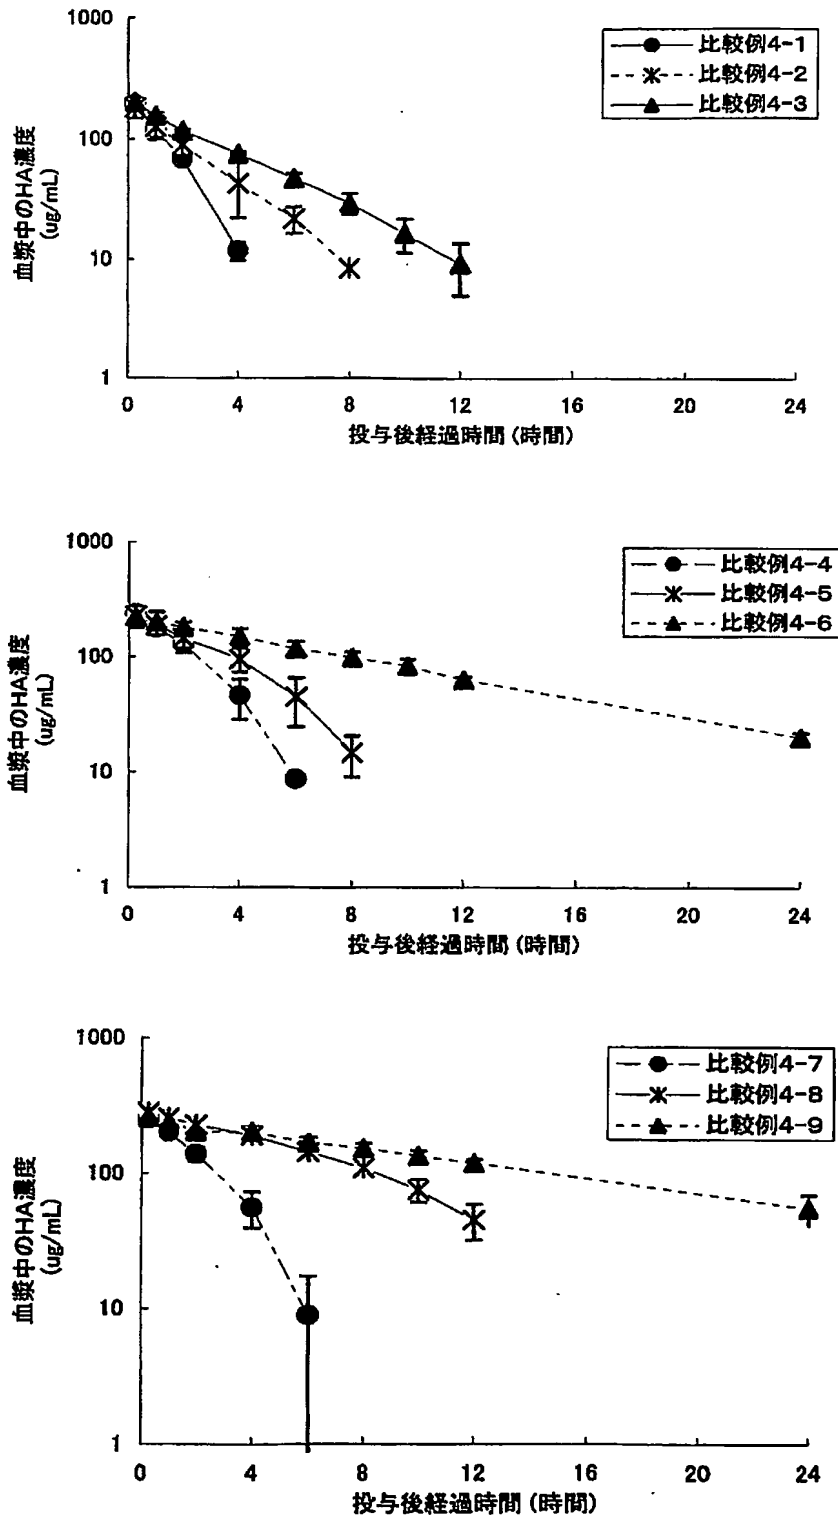 1000
100
10
1
血漿中のHA濃度
(ug/mL)
比較例4-1
比較例4-2
比較例4-3
0 4 8 12 16 20 24
投与後経過時間 (時間)
1000
100
10
1
血漿中のHA濃度
(ug/mL)
比較例4-4
比較例4-5
比較例4-6
0 4 8 12 16 20 24
投与後経過時間 (時間)
1000
100
10
1
血漿中のHA濃度
(ug/mL)
比較例4-7
比較例4-8
比較例4-9
0 4 8 12 16 20 24
投与後経過時間 (時間)